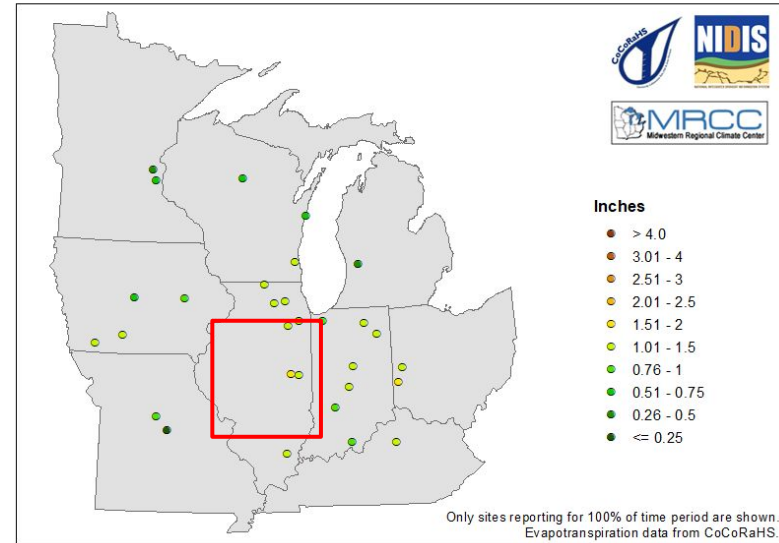 CoCoRaHS
NIDIS
MRCC
Midwestern Regional Climate Center
Inches
> 4.0
3.01 - 4
2.51 - 3
2.01 - 2.5
1.51 - 2
1.01 - 1.5
0.76 - 1
0.51 - 0.75
0.26 - 0.5
<= 0.25
Only sites reporting for 100% of time period are shown.
Evapotranspiration data from CoCoRaHS.